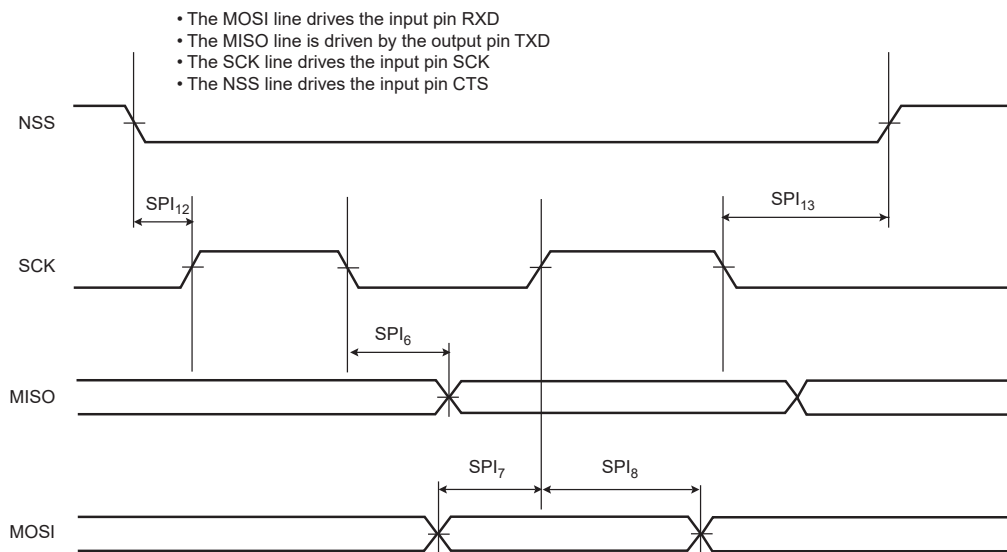 • The MOSI line drives the input pin RXD
• The MISO line is driven by the output pin TXD
• The SCK line drives the input pin SCK
• The NSS line drives the input pin CTS
NSS
SPI12
SPI13
SCK
SPI6
MISO
SPI7
SPI8
MOSI